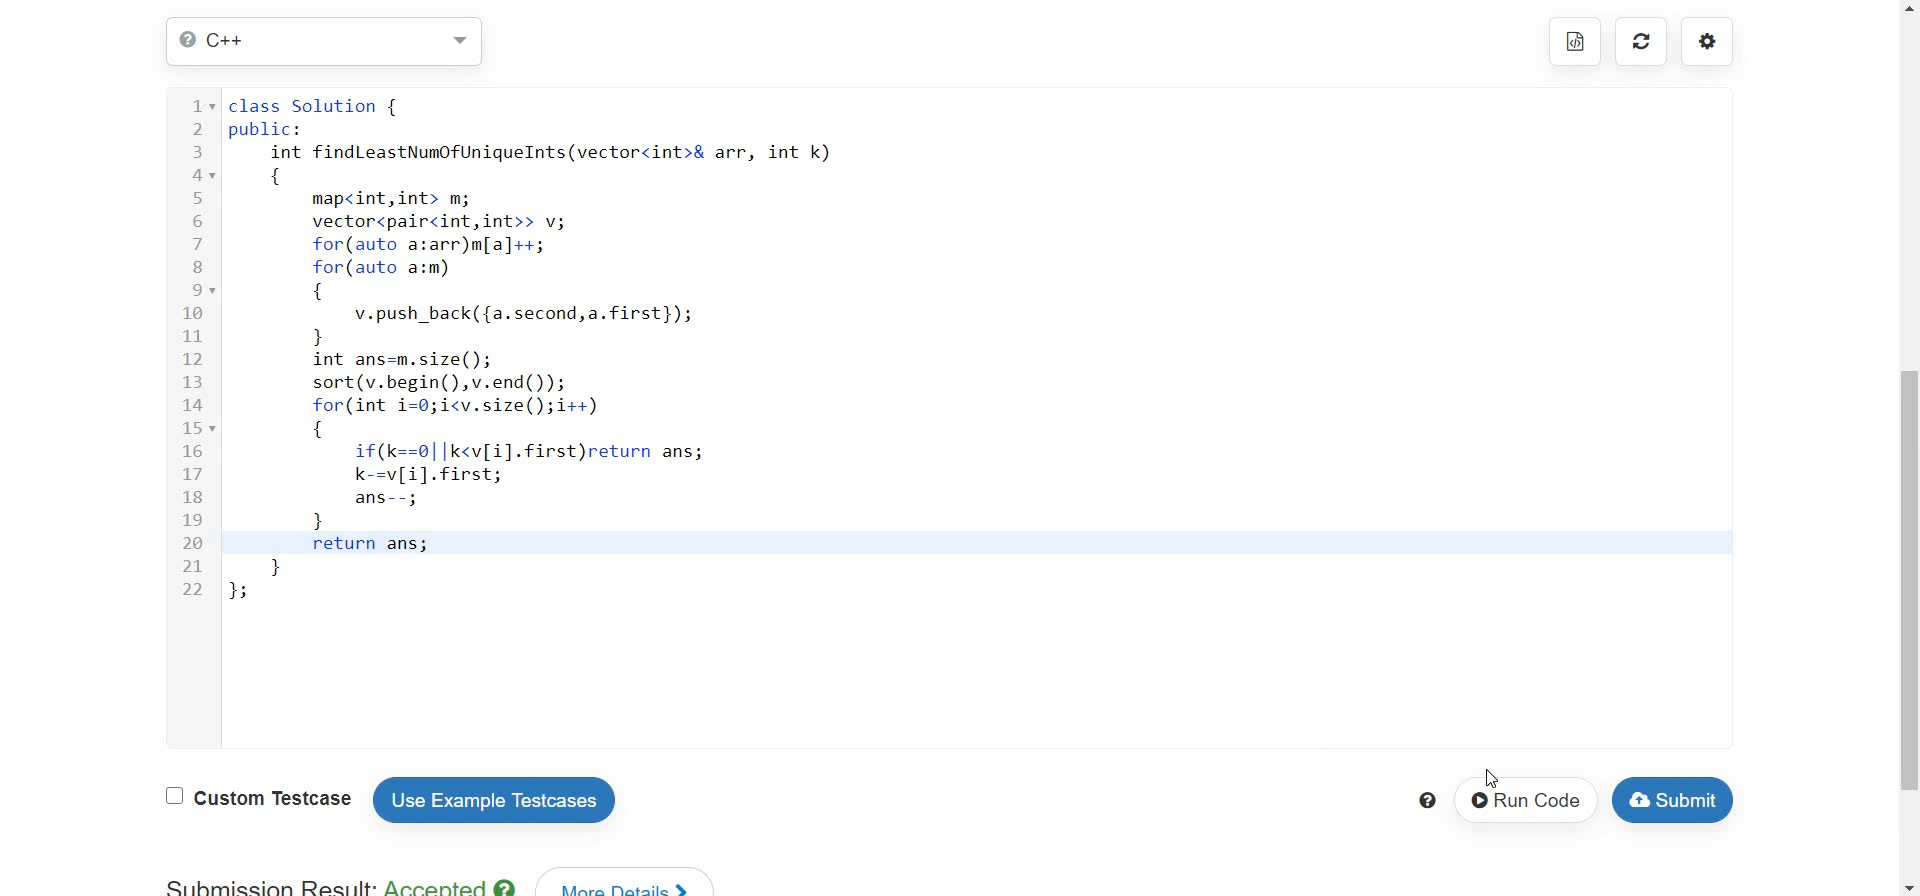 C++
1 class Solution {
2 public:
3     int findLeastNumOfUniqueInts(vector<int>& arr, int k)
4     {
5         map<int,int> m;
6         vector<pair<int,int>> v;
7         for(auto a:arr)m[a]++;
8         for(auto a:m)
9         {
10             v.push_back({a.second,a.first});
11         }
12         int ans=m.size();
13         sort(v.begin(),v.end());
14         for(int i=0;i<v.size();i++)
15         {
16             if(k==0||k<v[i].first)return ans;
17             k-=v[i].first;
18             ans--;
19         }
20         return ans;
21     }
22 };
Custom Testcase Use Example Testcases Run Code Submit
Submission Result: Accepted More Details